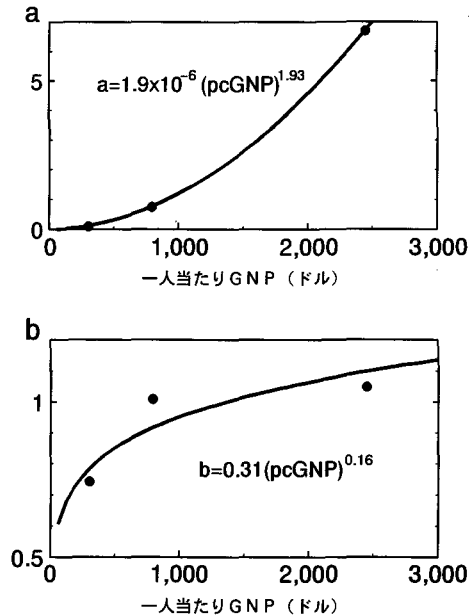 a
5
a=1.9x10^-6 (pcGNP)^1.93
0
0 1,000 2,000 3,000
一人当たりGNP (ドル)
b
1
b=0.31(pcGNP)^0.16
0.5
0 1,000 2,000 3,000
一人当たりGNP (ドル)